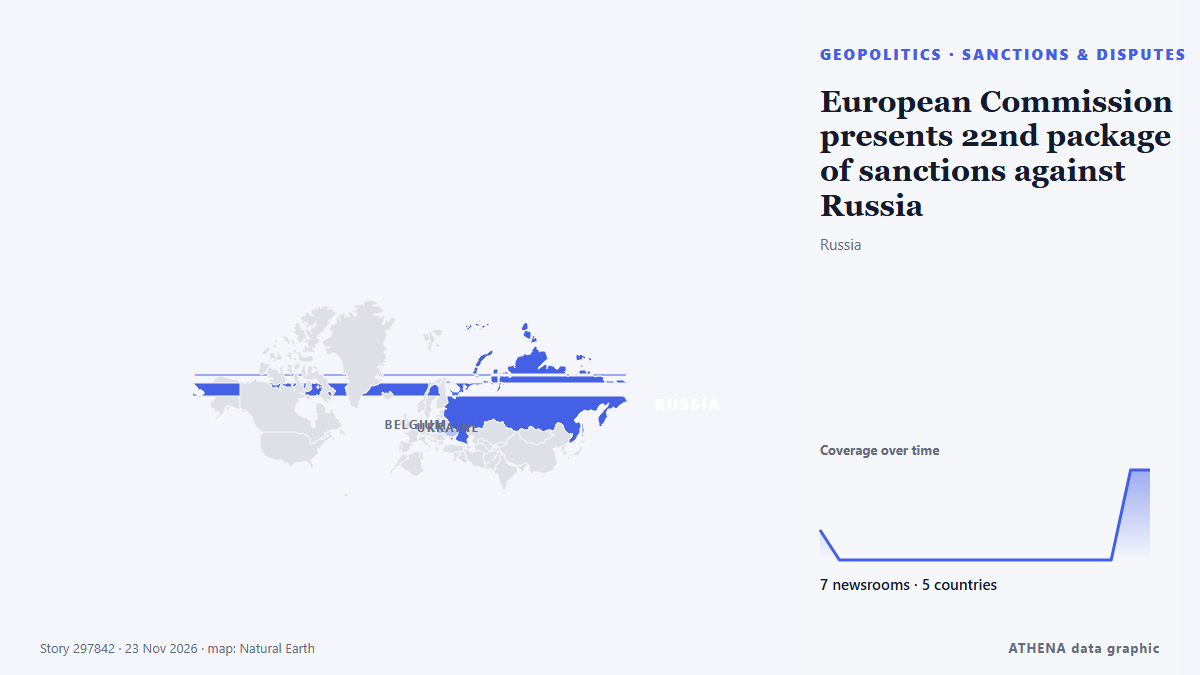 GEOPOLITICS · SANCTIONS & DISPUTES
European Commission
presents 22nd package
of sanctions against
Russia
Russia
RUSSIA
BELGIUM
UKRAINE
Coverage over time
7 newsrooms · 5 countries
Story 297842 · 23 Nov 2026 · map: Natural Earth
ATHENA data graphic